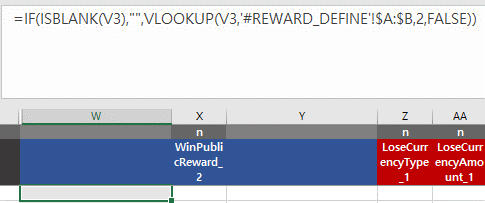 =IF(ISBLANK(V3),"",VLOOKUP(V3,'#REWARD_DEFINE'!$A:$B,2,FALSE))
W X Y Z AA
n n n
WinPubli
cReward_
2
LoseCurr
encyType
_1
LoseCurr
encyAmo
unt_1